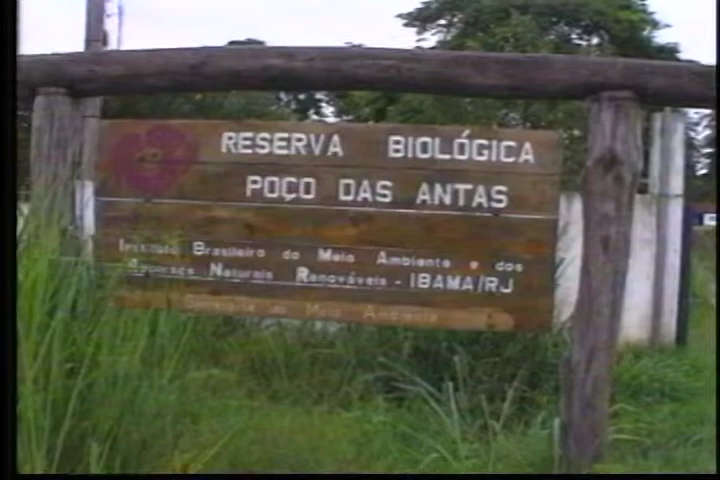 RESERVA BIOLÓGICA
POÇO DAS ANTAS
Instituto Brasileiro do Meio Ambiente e dos
Recursos Naturais Renováveis - IBAMA/RJ
do Meio Ambiente